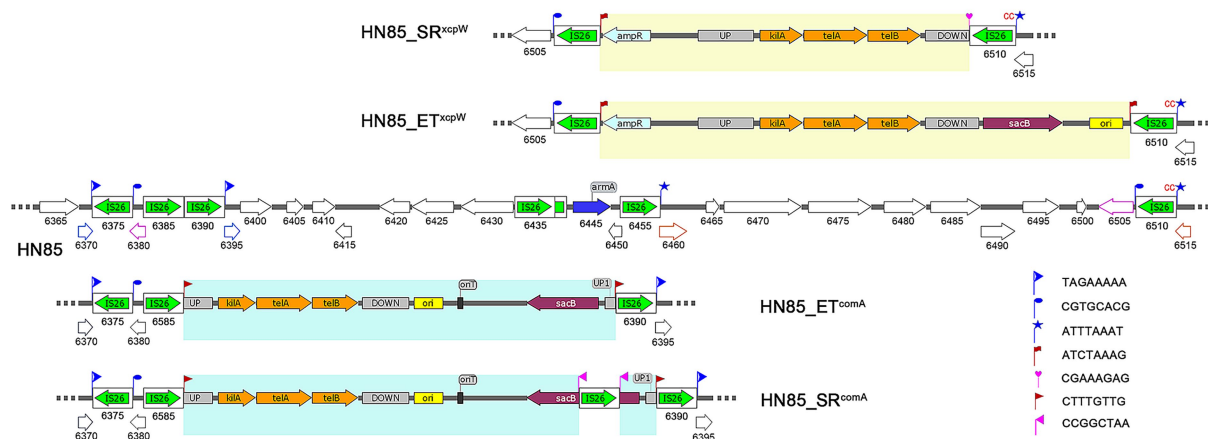 HN85_SR^xcpW
CC
IS26 ampR UP kilA telA telB DOWN IS26
6505 6510
6515
HN85_ET^xcpW
CC
IS26 ampR UP kilA telA telB DOWN sacB ori IS26
6505 6510
6515
armA CC
IS26 IS26 IS26 IS26 IS26 IS26
6365 6375 6385 6390 6400 6405 6410 6420 6425 6430 6435 6445 6455 6465 6470 6475 6480 6485 6495 6500 6506 6510
HN85
6370 6380 6395 6415 6450 6460 6490 6515
oriT UP1
IS26 IS26 UP kilA telA telB DOWN ori sacB IS26
6375 6585 6390
6370 6380 6395
HN85_ET^comA
oriT UP1
IS26 IS26 UP kilA telA telB DOWN ori sacB IS26 IS26
6375 6585 6390
6370 6380 6395
HN85_SR^comA
TAGAAAAA
CGTGCACG
ATTTAAAT
ATCTAAAG
CGAAAGAG
CTTTGTTG
CCGGCTAA